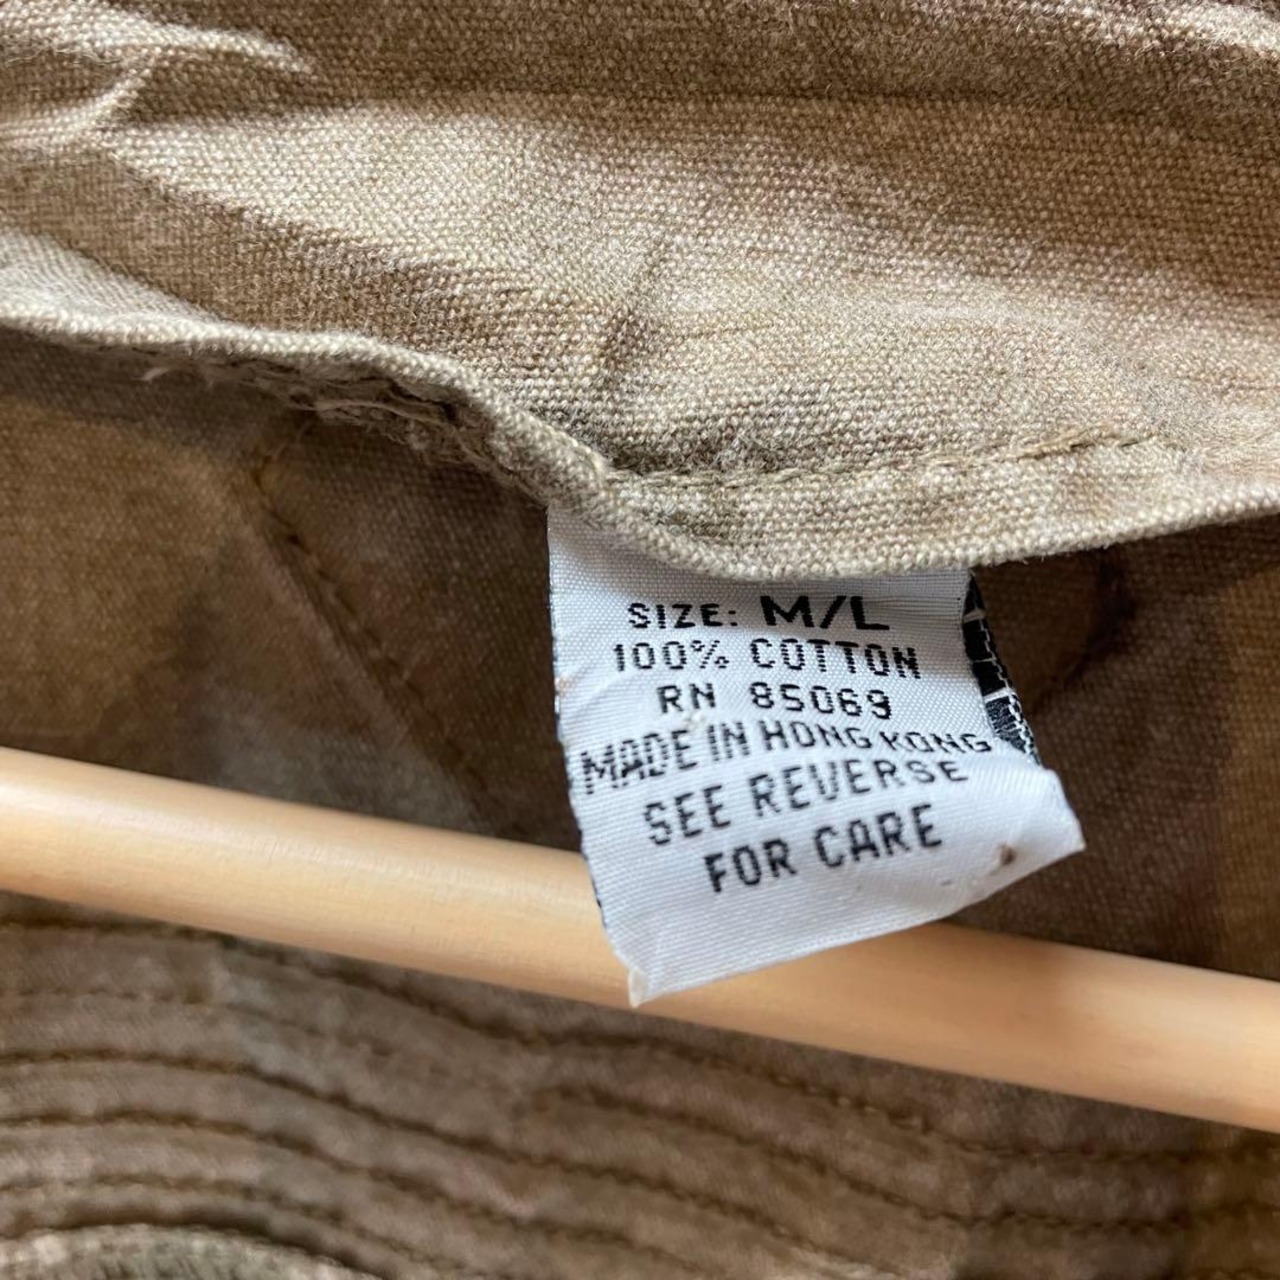 SIZE: M/L
100% COTTON
RN 85069
MADE IN HONG KONG
SEE REVERSE
FOR CARE